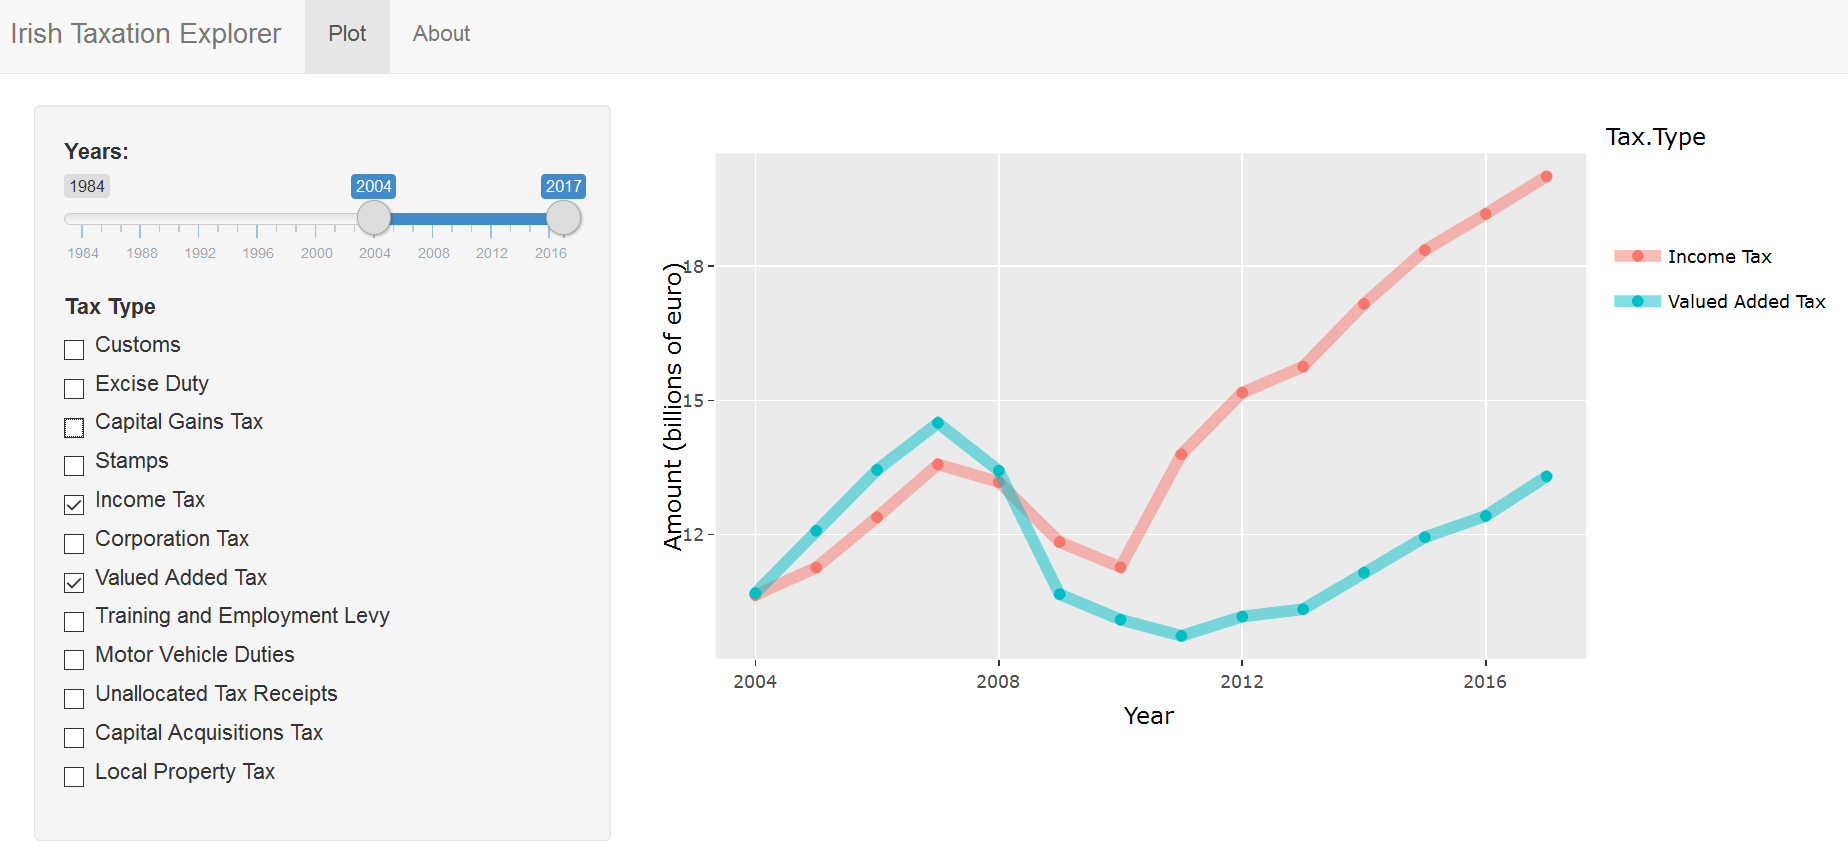 Irish Taxation Explorer Plot About
Years:
1984 2004 2017
1984 1988 1992 1996 2000 2004 2008 2012 2016
Tax Type
Customs
Excise Duty
Capital Gains Tax
Stamps
Income Tax
Corporation Tax
Valued Added Tax
Training and Employment Levy
Motor Vehicle Duties
Unallocated Tax Receipts
Capital Acquisitions Tax
Local Property Tax
Amount (billions of euro)
18
15
12
2004 2008 2012 2016
Year
Tax.Type
Income Tax
Valued Added Tax